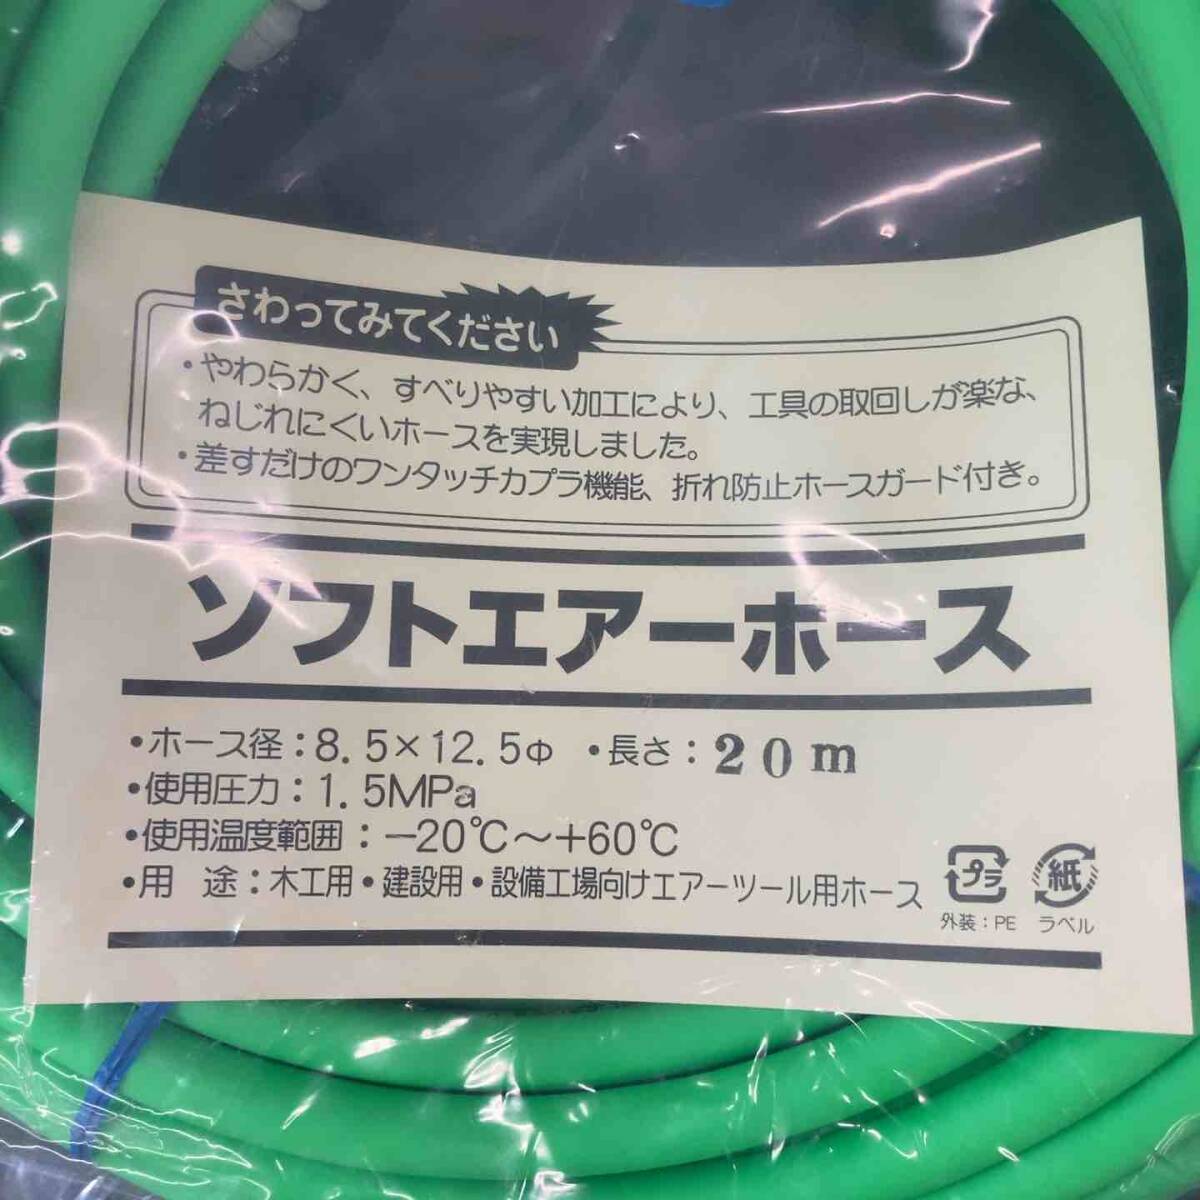 さわってみてください
・やわらかく、すべりやすい加工により、工具の取回しが楽な、
ねじれにくいホースを実現しました。
・差すだけのワンタッチカプラ機能、折れ防止ホースガード付き。
ソフトエアーホース
・ホース径：8.5×12.5φ ・長さ：20m
・使用圧力：1.5MPa
・使用温度範囲：－20℃～＋60℃
・用　途：木工用・建設用・設備工場向けエアーツール用ホース
プラ 紙
外装：PE ラベル